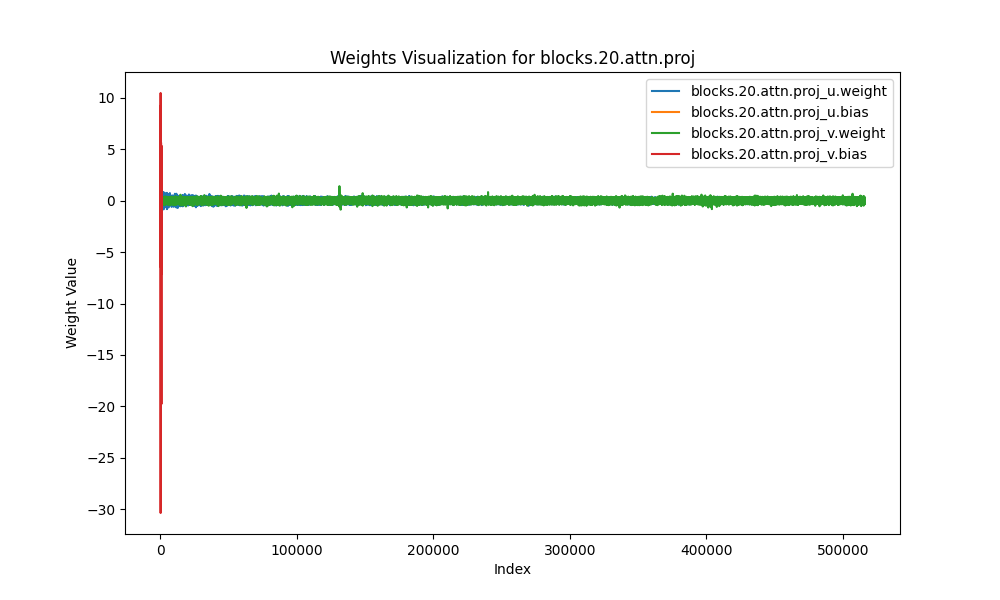 Weights Visualization for blocks.20.attn.proj
blocks.20.attn.proj_u.weight
blocks.20.attn.proj_u.bias
blocks.20.attn.proj_v.weight
blocks.20.attn.proj_v.bias
10
5
0
−5
−10
−15
−20
−25
−30
Weight Value
0 100000 200000 300000 400000 500000
Index